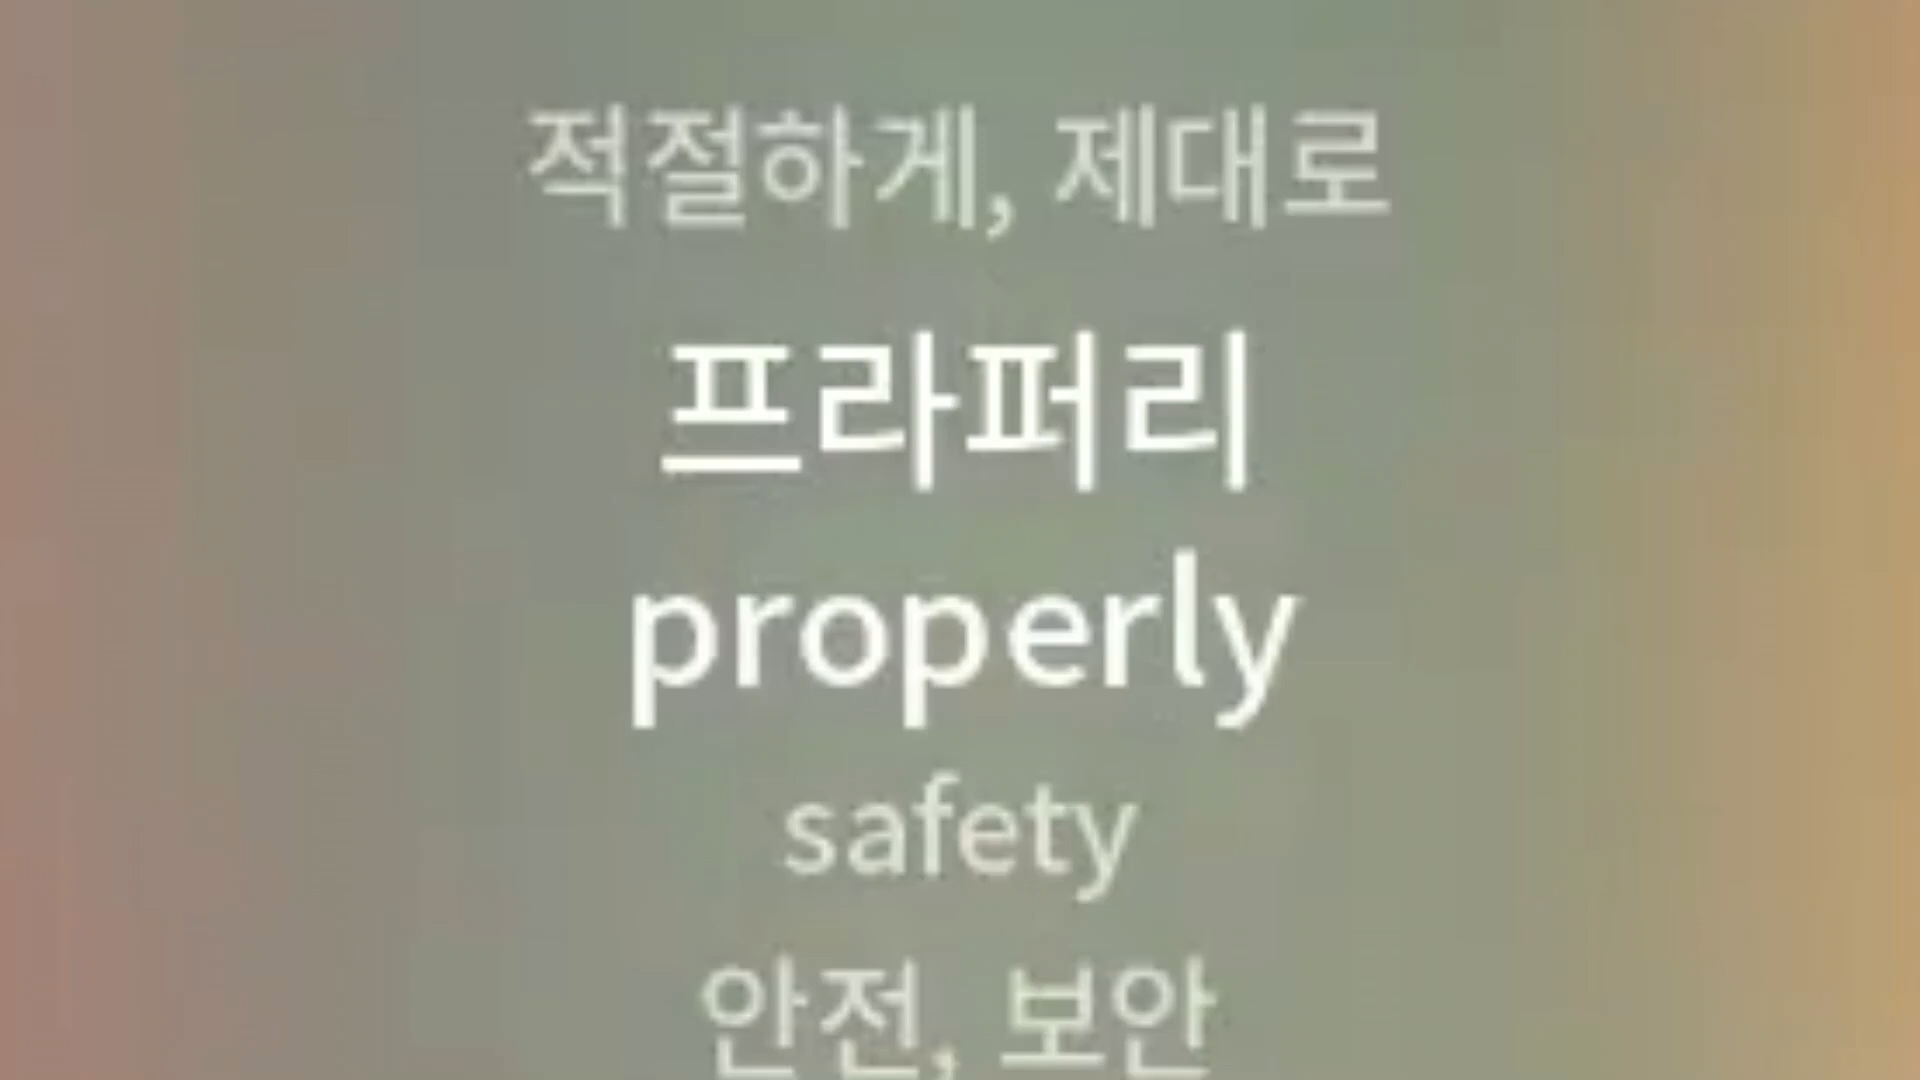 적절하게, 제대로
프라퍼리
properly
safety
안전, 보안